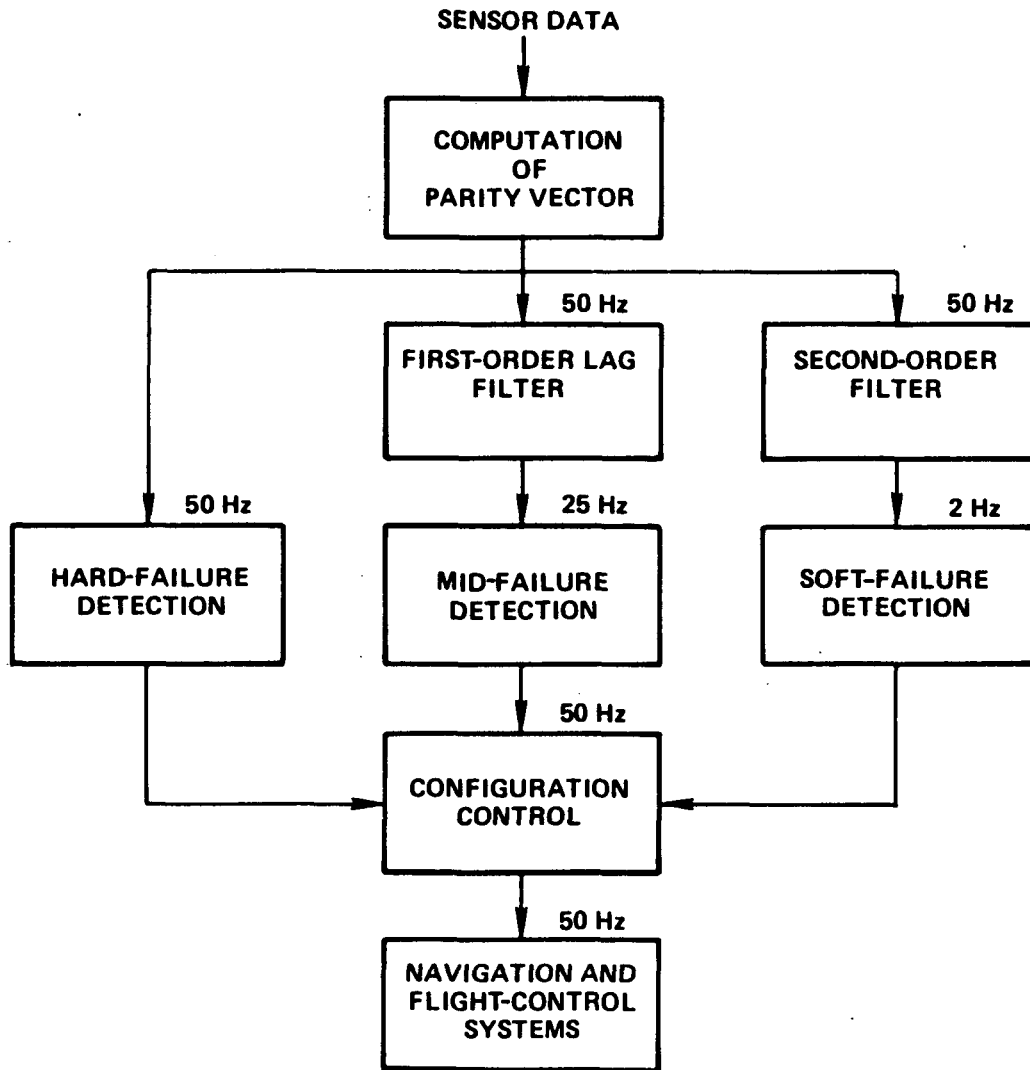 SENSOR DATA
COMPUTATION
OF
PARITY VECTOR
50 Hz
FIRST-ORDER LAG
FILTER
50 Hz
SECOND-ORDER
FILTER
50 Hz
HARD-FAILURE
DETECTION
25 Hz
MID-FAILURE
DETECTION
2 Hz
SOFT-FAILURE
DETECTION
50 Hz
CONFIGURATION
CONTROL
50 Hz
NAVIGATION AND
FLIGHT-CONTROL
SYSTEMS